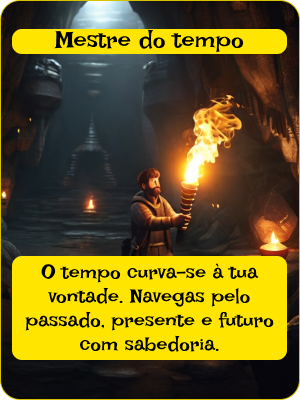 Mestre do tempo
O tempo curva-se à tua
vontade. Navegas pelo
passado, presente e futuro
com sabedoria.